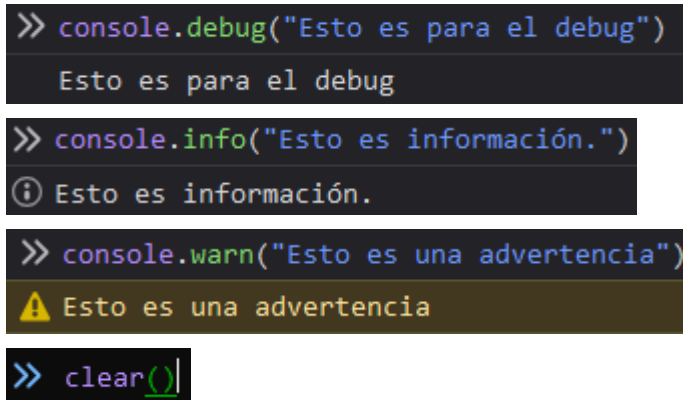 >> console.debug("Esto es para el debug")
Esto es para el debug
>> console.info("Esto es información.")
Esto es información.
>> console.warn("Esto es una advertencia")
Esto es una advertencia
>> clear()